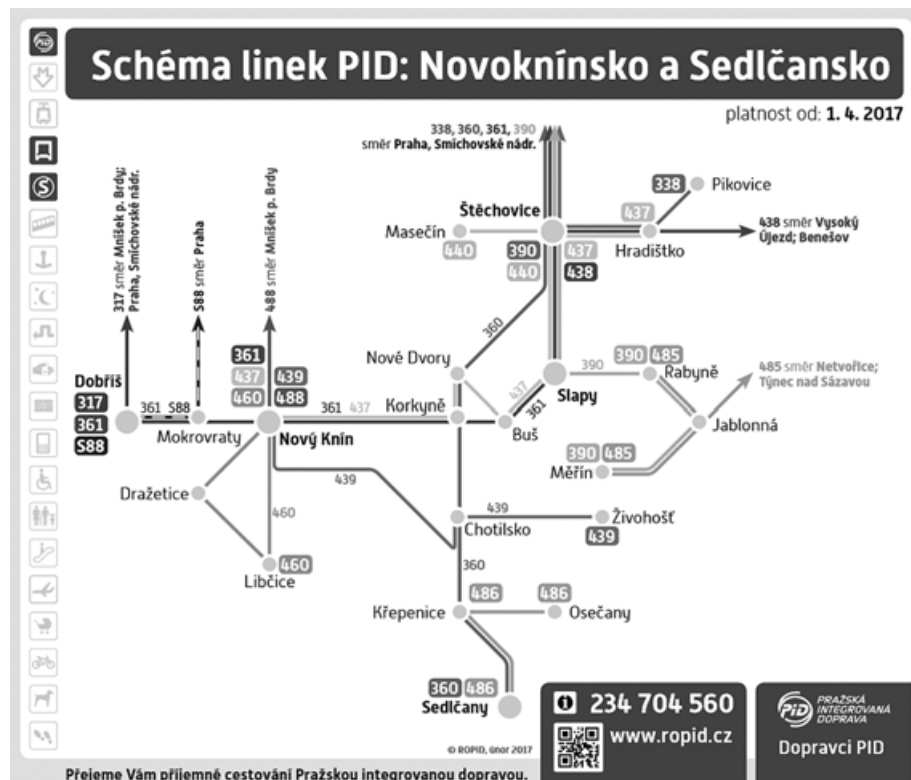 PID
Schéma linek PID: Novoknínsko a Sedlčansko
platnost od: 1. 4. 2017
338, 360, 361, 390
směr Praha, Smíchovské nádr.
317 směr Mníšek p. Brdy;
Praha, Smíchovské nádr.
S88 směr Praha
488 směr Mníšek p. Brdy
338
Pikovice
Štěchovice
437
Masečín
440
Hradištko
438 směr Vysoký
Újezd; Benešov
390
437
440
438
360
361
437
439
460
488
Nové Dvory
390
390
485
Rabyně
485 směr Netvořice;
Týnec nad Sázavou
Dobříš
317
361
S88
361
S88
Mokrovraty
Nový Knín
361
437
Korkyně
437
361
Buš
Slapy
Jablonná
390
485
Měřín
439
Dražetice
460
Libčice
460
Chotilsko
439
Živohošť
439
360
486
Křepenice
486
Osečany
360
486
Sedlčany
© ROPID, únor 2017
234 704 560
www.ropid.cz
PID
PRAŽSKÁ
INTEGROVANÁ
DOPRAVA
Dopravci PID
Přejeme Vám příjemné cestování Pražskou integrovanou dopravou.